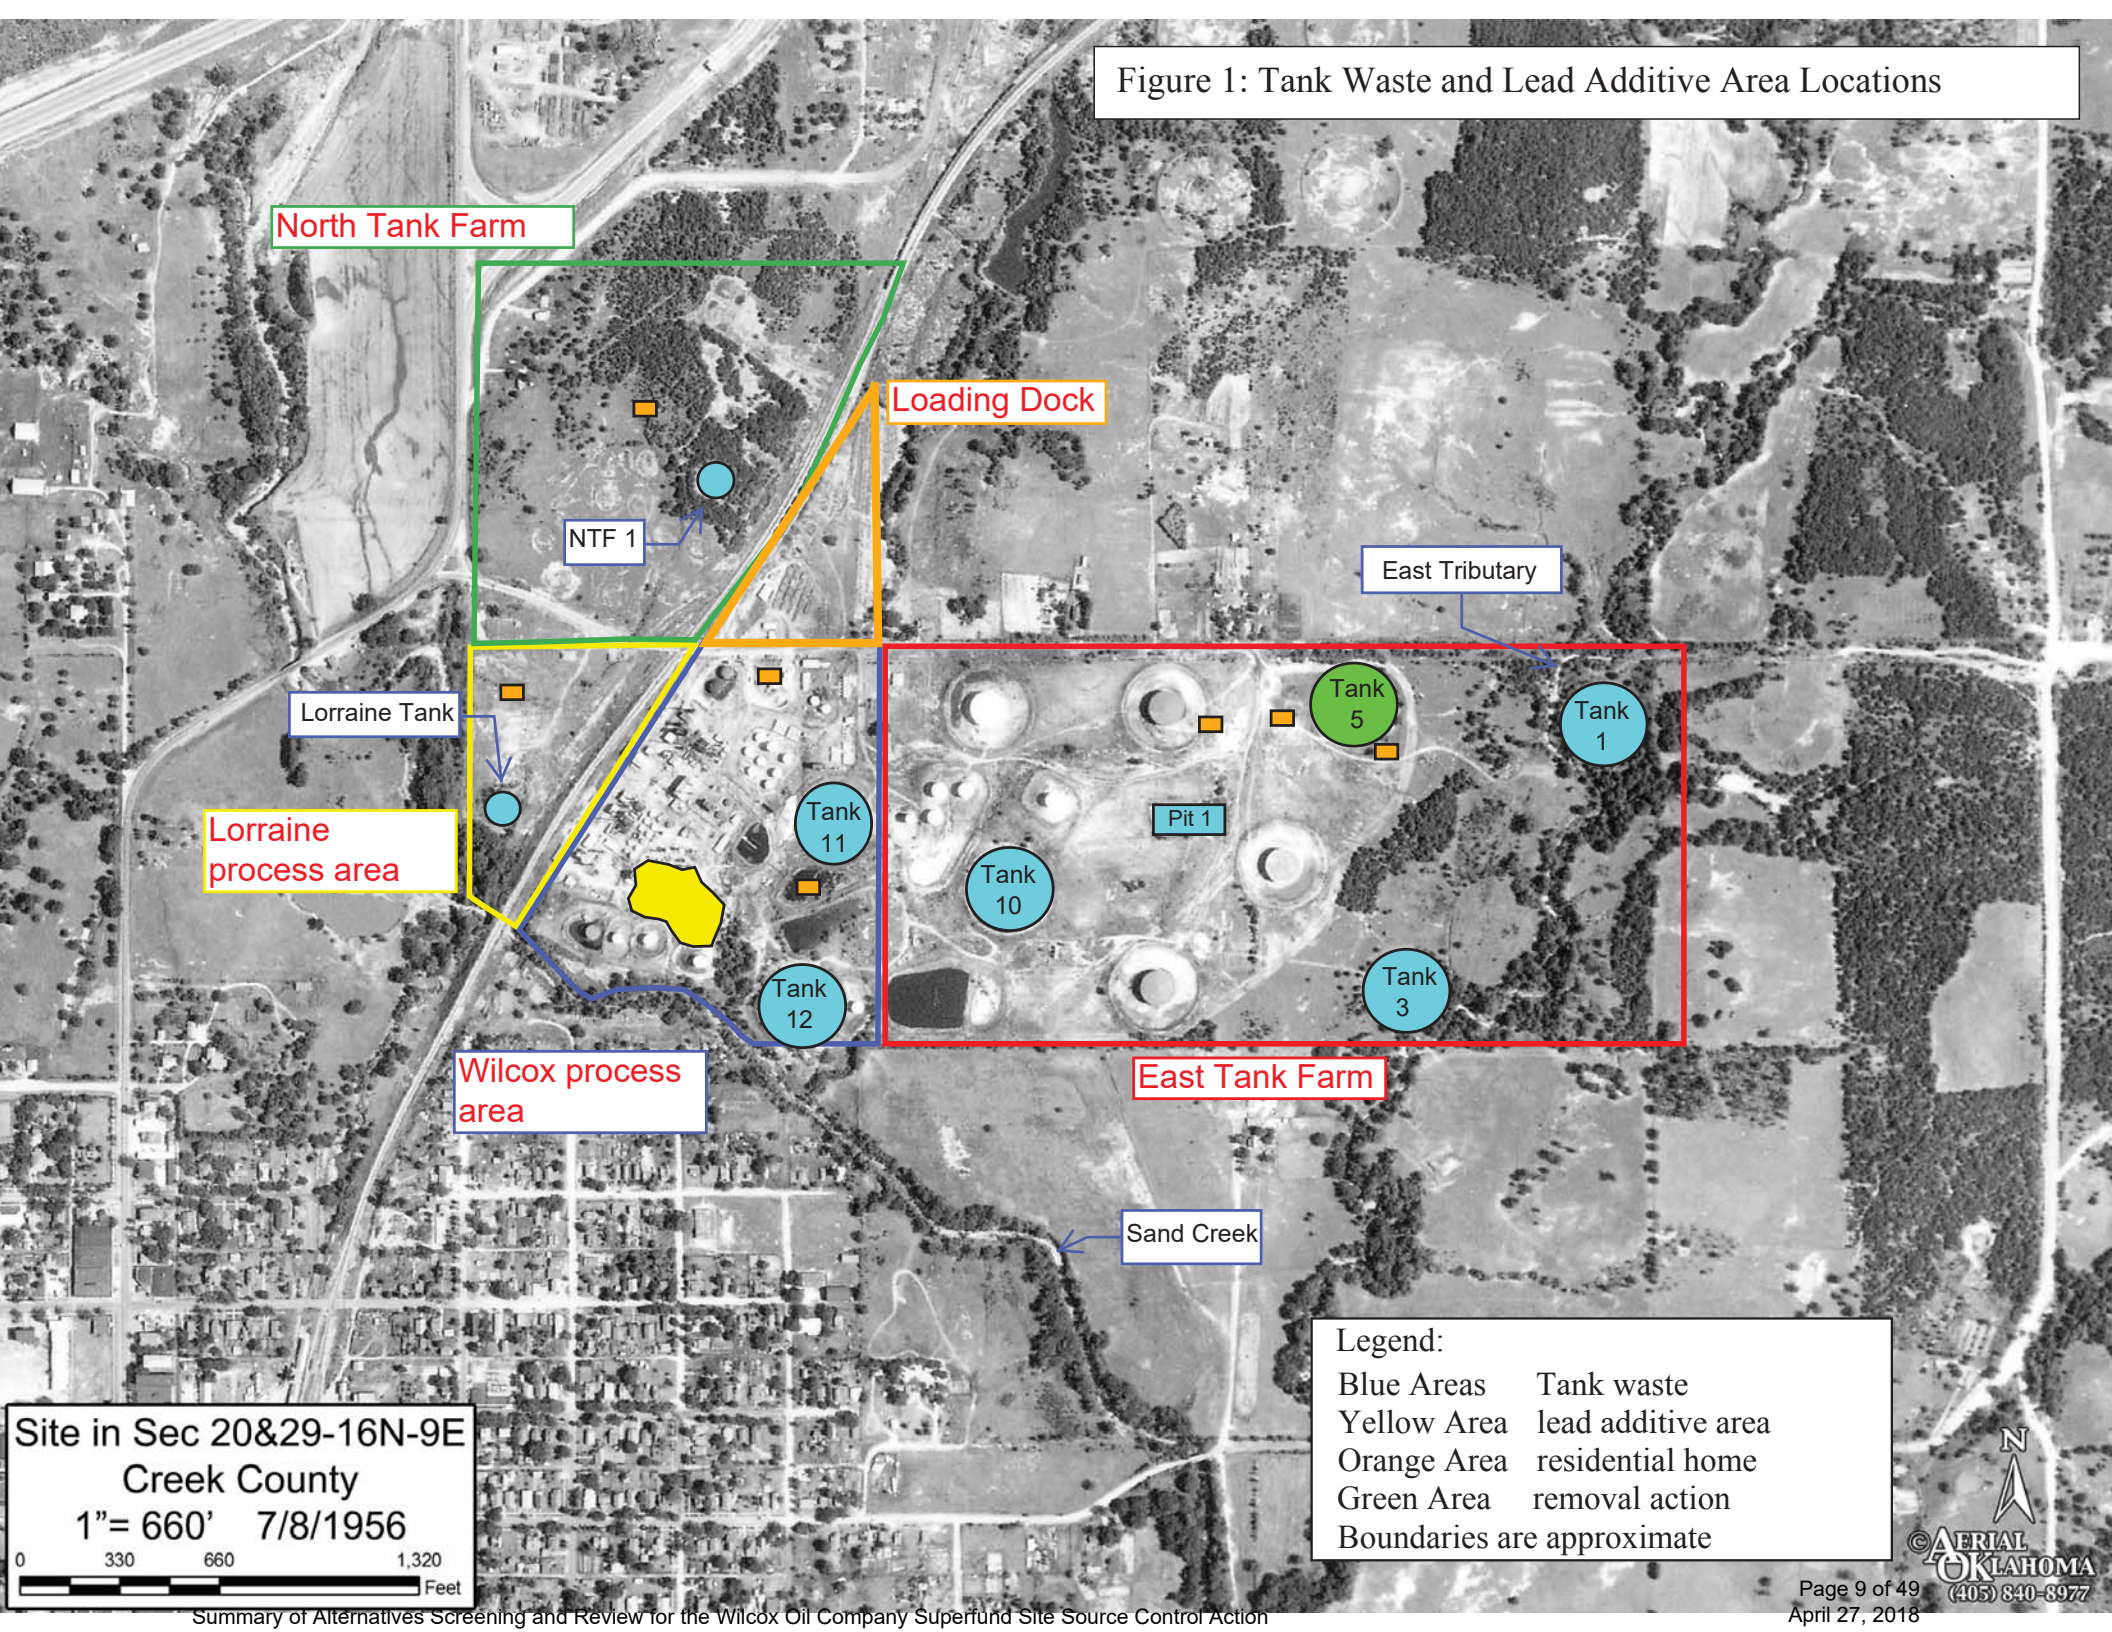 Figure 1: Tank Waste and Lead Additive Area Locations
North Tank Farm
Loading Dock
NTF 1
East Tributary
Lorraine Tank
Tank
5
Tank
1
Lorraine
process area
Tank
11
Pit 1
Tank
10
Tank
12
Tank
3
Wilcox process
area
East Tank Farm
Sand Creek
Legend:
Blue Areas Tank waste
Yellow Area lead additive area
Orange Area residential home
Green Area removal action
Boundaries are approximate
Site in Sec 20&29-16N-9E
Creek County
1”= 660’ 7/8/1956
0 330 660 1,320
Feet
N
©AERIAL
OKLAHOMA
(405) 840-8977
Page 9 of 49
Summary of Alternatives Screening and Review for the Wilcox Oil Company Superfund Site Source Control Action
April 27, 2018